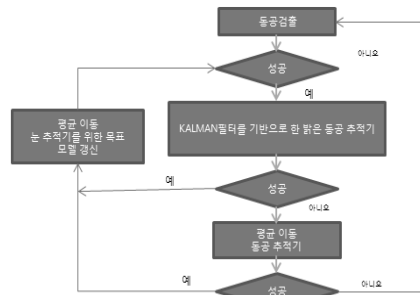 동공검출
아니요
성공
예
평균 이동
눈 추적기를 위한 목표
모델 갱신
KALMAN필터를 기반으로 한 밝은 동공 추적기
예
성공
아니요
평균 이동
동공 추적기
예
성공
아니요